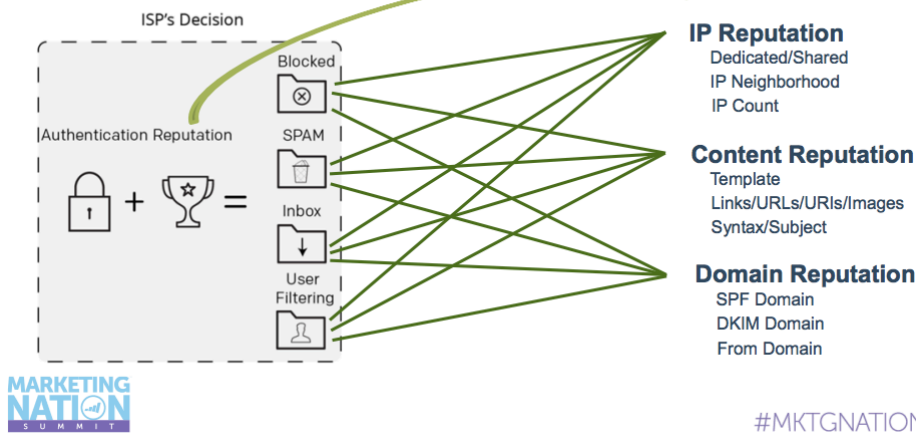 ISP's Decision
Blocked
Authentication Reputation
SPAM
Inbox
User
Filtering
IP Reputation
Dedicated/Shared
IP Neighborhood
IP Count
Content Reputation
Template
Links/URLs/URIs/Images
Syntax/Subject
Domain Reputation
SPF Domain
DKIM Domain
From Domain
MARKETING
NATION
SUMMIT
#MKTGNATION